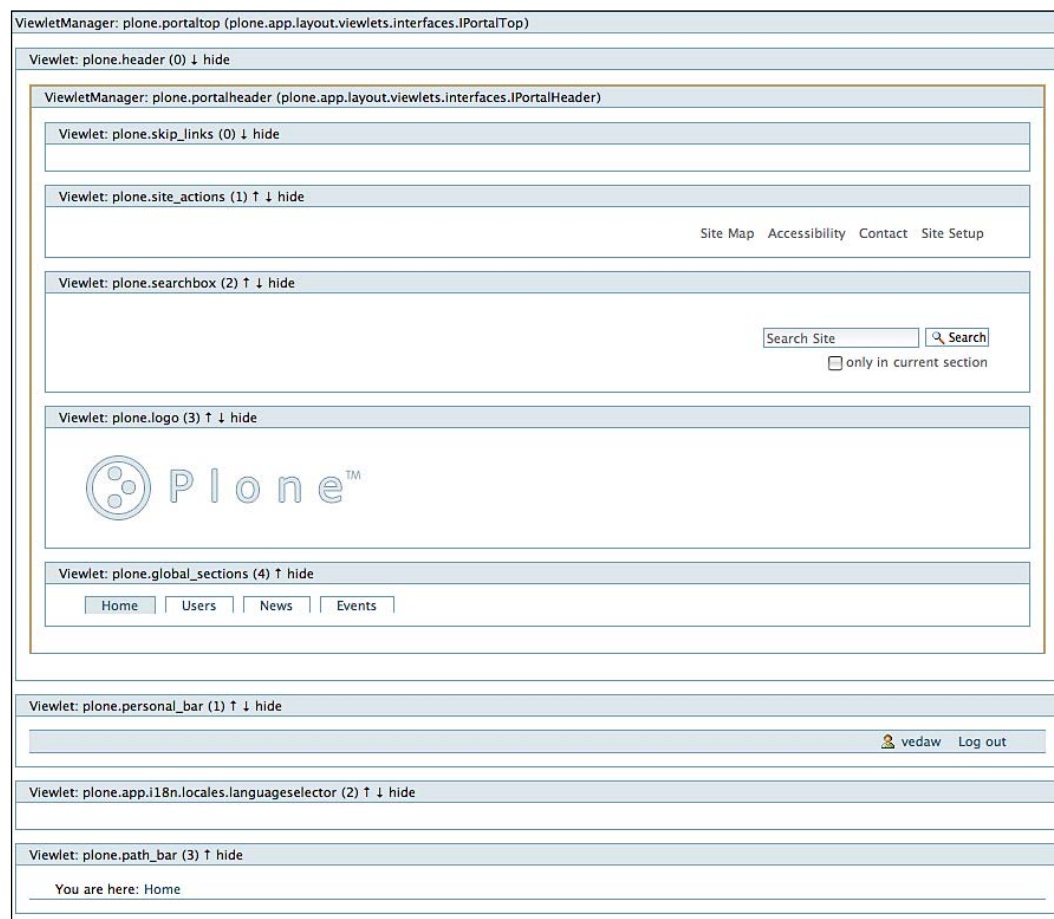 ViewletManager: plone.portaltop (plone.app.layout.viewlets.interfaces.IPortalTop)
Viewlet: plone.header (0) ↓ hide
ViewletManager: plone.portalheader (plone.app.layout.viewlets.interfaces.IPortalHeader)
Viewlet: plone.skip_links (0) ↓ hide
Viewlet: plone.site_actions (1) ↑ ↓ hide
Site Map Accessibility Contact Site Setup
Viewlet: plone.searchbox (2) ↑ ↓ hide
Search Site Search
only in current section
Viewlet: plone.logo (3) ↑ ↓ hide
Plone™
Viewlet: plone.global_sections (4) ↑ hide
Home Users News Events
Viewlet: plone.personal_bar (1) ↑ ↓ hide
vedaw Log out
Viewlet: plone.app.i18n.locales.languageselector (2) ↑ ↓ hide
Viewlet: plone.path_bar (3) ↑ hide
You are here: Home